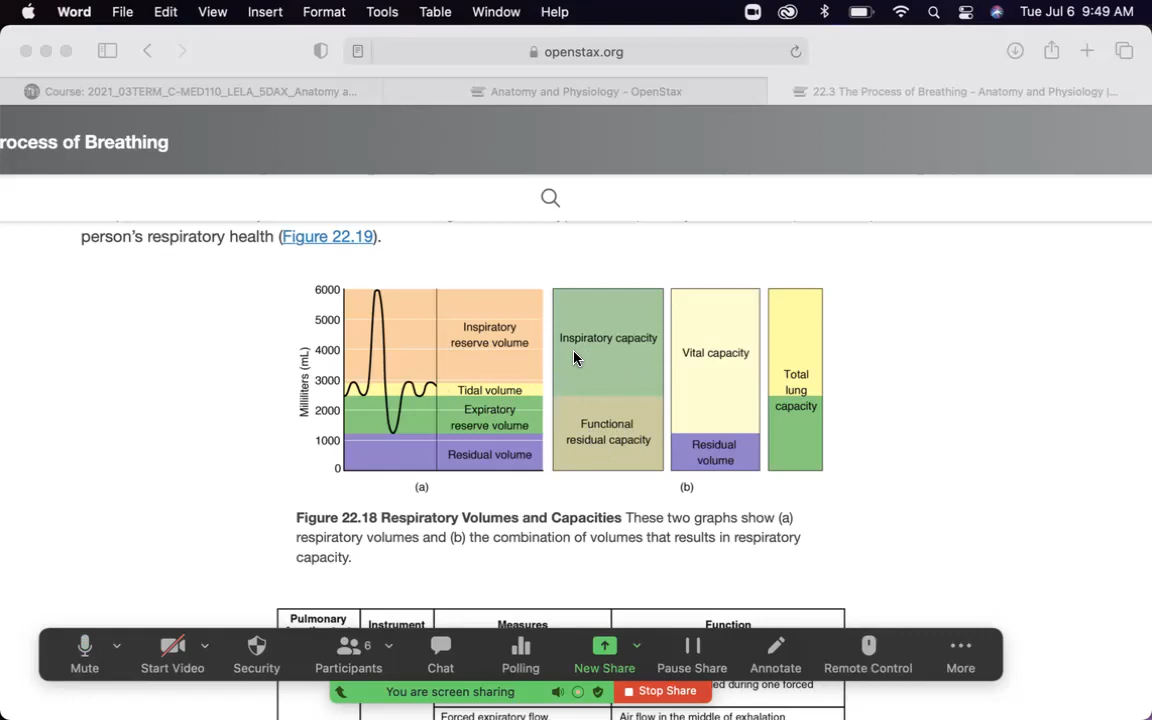 Word File Edit View Insert Format Tools Table Window Help Tue Jul 6 9:49 AM
openstax.org
Course: 2021_03TERM_C-MED110_LELA_5DAX_Anatomy a... Anatomy and Physiology - OpenStax 22.3 The Process of Breathing - Anatomy and Physiology |...
rocess of Breathing
person's respiratory health (Figure 22.19).
Milliliters (mL)
6000
5000
4000
3000
2000
1000
0
Inspiratory
reserve volume
Tidal volume
Expiratory
reserve volume
Residual volume
(a)
Inspiratory capacity
Functional
residual capacity
Vital capacity
Residual
volume
Total
lung
capacity
(b)
Figure 22.18 Respiratory Volumes and Capacities These two graphs show (a)
respiratory volumes and (b) the combination of volumes that results in respiratory
capacity.
Pulmonary
Instrument Measures Function
Mute Start Video Security Participants 6 Chat Polling New Share Pause Share Annotate Remote Control More
ed during one forced
You are screen sharing Stop Share
Forced expiratory flow, Air flow in the middle of exhalation